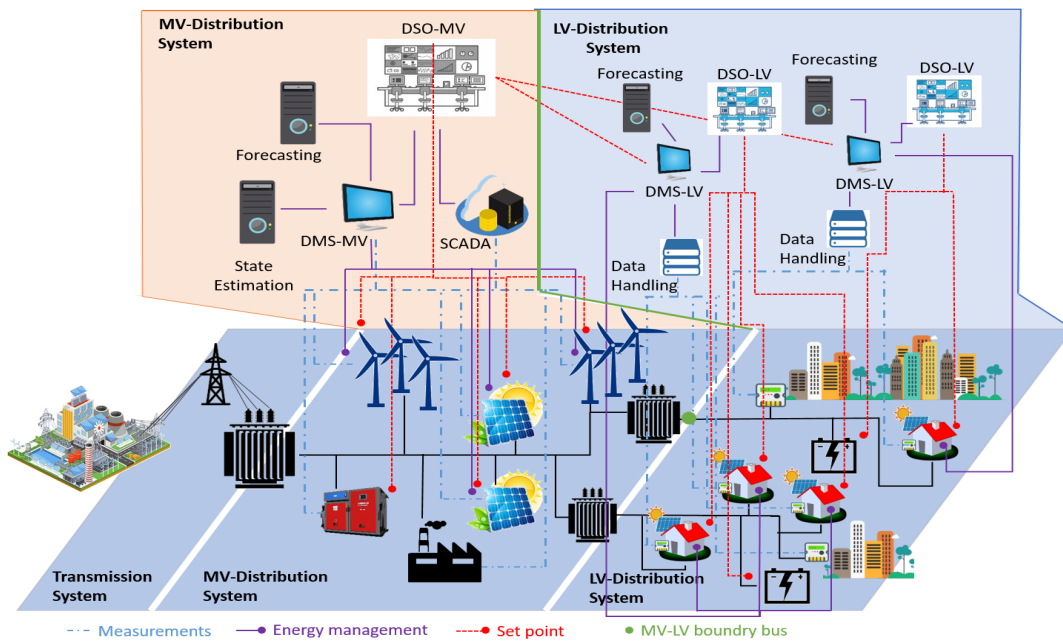 MV-Distribution
System
DSO-MV
LV-Distribution
System
Forecasting
DSO-LV
Forecasting
DSO-LV
Forecasting
DMS-LV
DMS-LV
DMS-MV
SCADA
State
Estimation
Data
Handling
Data
Handling
Transmission
System
MV-Distribution
System
LV-Distribution
System
Measurements
Energy management
Set point
MV-LV boundry bus